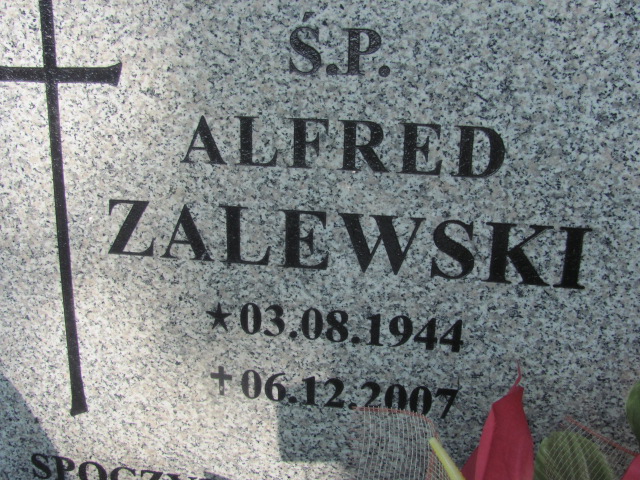 Ś.P.
ALFRED
ZALEWSKI
★03.08.1944
✝06.12.2007